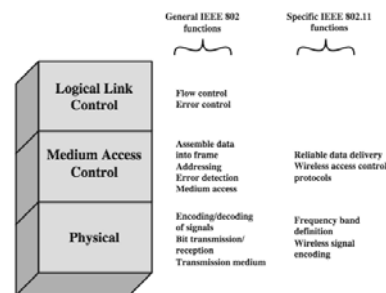 General IEEE 802
functions
Specific IEEE 802.11
functions
Logical Link
Control
Flow control
Error control
Medium Access
Control
Assemble data
into frame
Addressing
Error detection
Medium access
Reliable data delivery
Wireless access control
protocols
Physical
Encoding/decoding
of signals
Bit transmission/
reception
Transmission medium
Frequency band
definition
Wireless signal
encoding